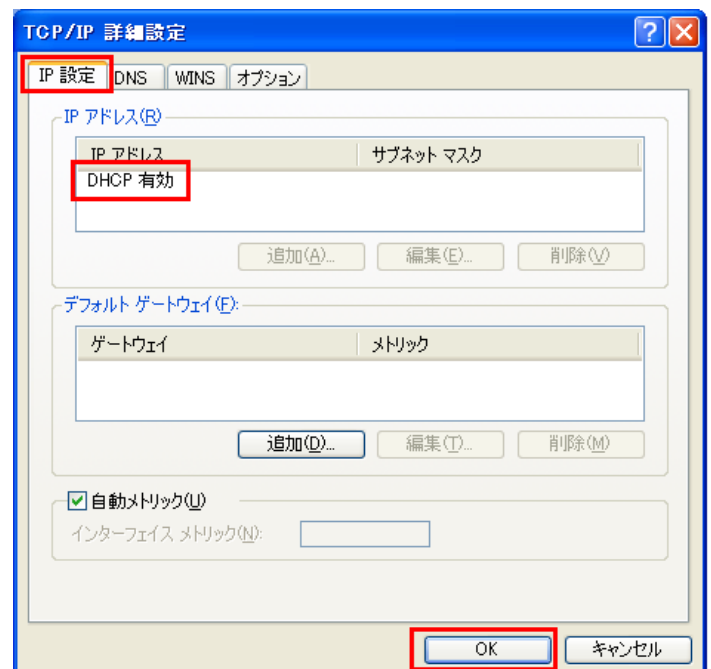 TCP/IP 詳細設定
IP 設定 DNS WINS オプション
IP アドレス(R)
IP アドレス サブネット マスク
DHCP 有効
追加(A)... 編集(E)... 削除(V)
デフォルト ゲートウェイ(F):
ゲートウェイ メトリック
追加(D)... 編集(T)... 削除(M)
自動メトリック(U)
インターフェイス メトリック(N):
OK キャンセル